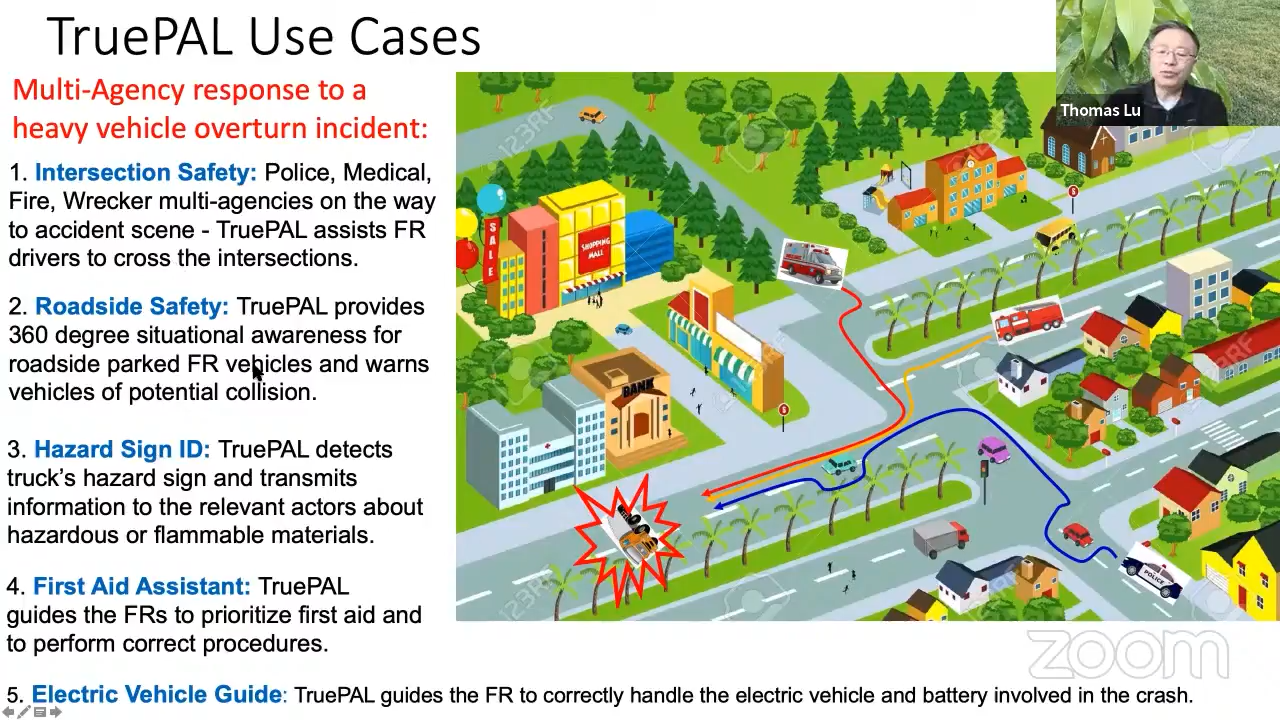 TruePAL Use Cases
Multi-Agency response to a
heavy vehicle overturn incident:
1. Intersection Safety: Police, Medical,
Fire, Wrecker multi-agencies on the way
to accident scene - TruePAL assists FR
drivers to cross the intersections.
2. Roadside Safety: TruePAL provides
360 degree situational awareness for
roadside parked FR vehicles and warns
vehicles of potential collision.
3. Hazard Sign ID: TruePAL detects
truck's hazard sign and transmits
information to the relevant actors about
hazardous or flammable materials.
4. First Aid Assistant: TruePAL
guides the FRs to prioritize first aid and
to perform correct procedures.
5. Electric Vehicle Guide: TruePAL guides the FR to correctly handle the electric vehicle and battery involved in the crash.
Thomas Lu
SALE
SHOPPING
MALL
BANK
POLICE
S
S
123RF
123RF
123RF
123RF
zoom